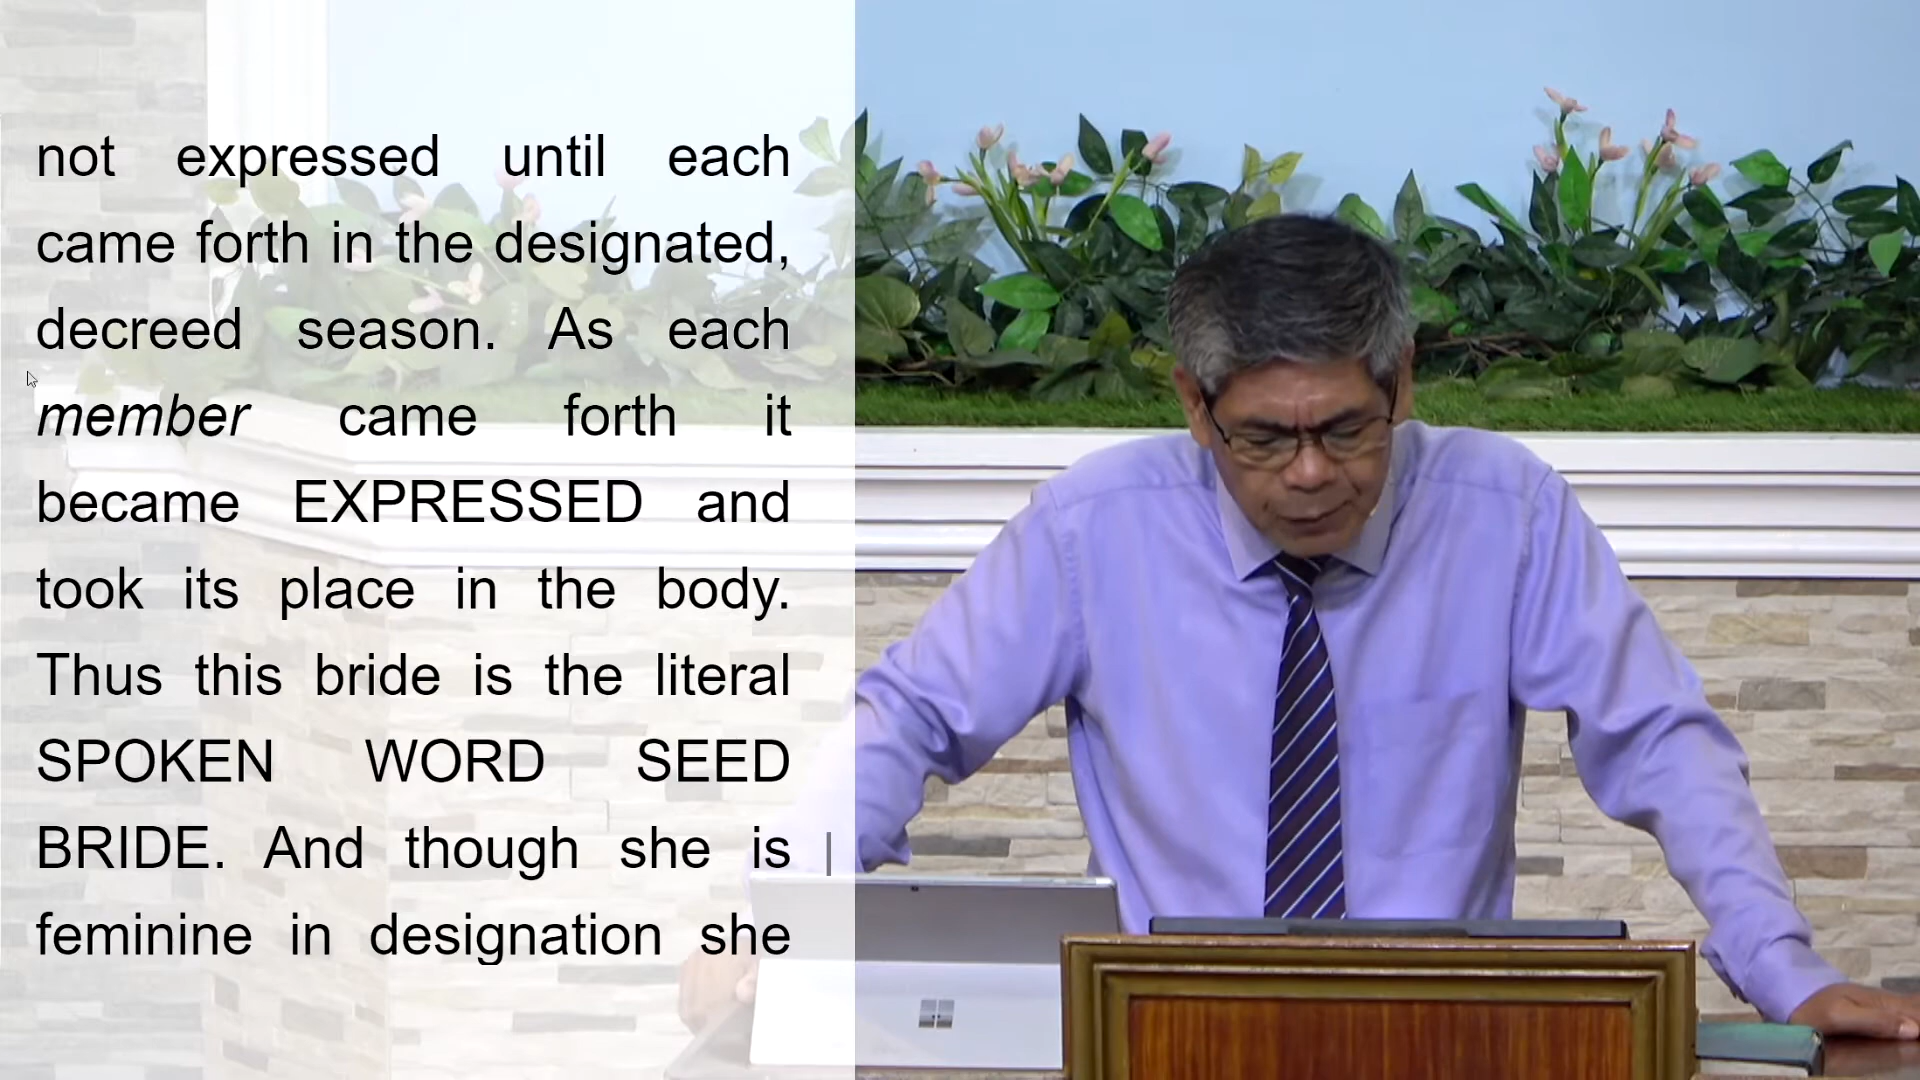 not expressed until each
came forth in the designated,
decreed season. As each
member came forth it
became EXPRESSED and
took its place in the body.
Thus this bride is the literal
SPOKEN WORD SEED
BRIDE. And though she is
feminine in designation she